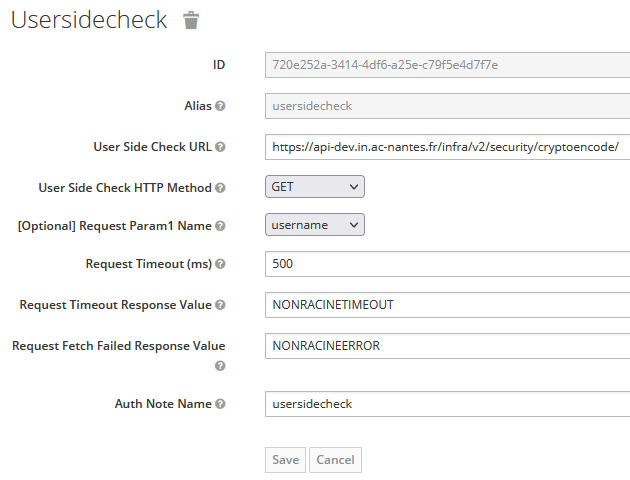 Usersidecheck
ID 720e252a-3414-4df6-a25e-c79f5e4d7f7e
Alias usersidecheck
User Side Check URL https://api-dev.in.ac-nantes.fr/infra/v2/security/cryptoencode/
User Side Check HTTP Method GET
[Optional] Request Param1 Name username
Request Timeout (ms) 500
Request Timeout Response Value NONRACINETIMEOUT
Request Fetch Failed Response Value NONRACINEERROR
Auth Note Name usersidecheck
Save Cancel